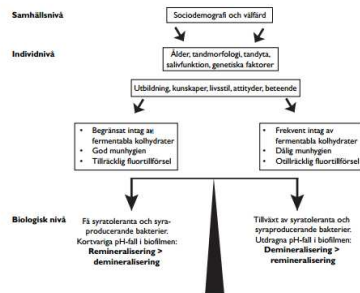 Samhällsnivå
Sociodemografi och välfärd
Individnivå
Ålder, tandmorfologi, tandyta,
salivfunktion, genetiska faktorer
Utbildning, kunskaper, livsstil, attityder, beteende
• Begränsat intag av
fermentabla kolhydrater
• God munhygien
• Tillräcklig fluortillförsel
• Frekvent intag av
fermentabla kolhydrater
• Dålig munhygien
• Otillräcklig fluortillförsel
Biologisk nivå
Få syratoleranta och syra-
producerande bakterier.
Kortvariga pH-fall i biofilmen:
Remineralisering >
demineralisering
Tillväxt av syratoleranta och
syraproducerande bakterier.
Utdragna pH-fall i biofilmen:
Demineralisering >
remineralisering